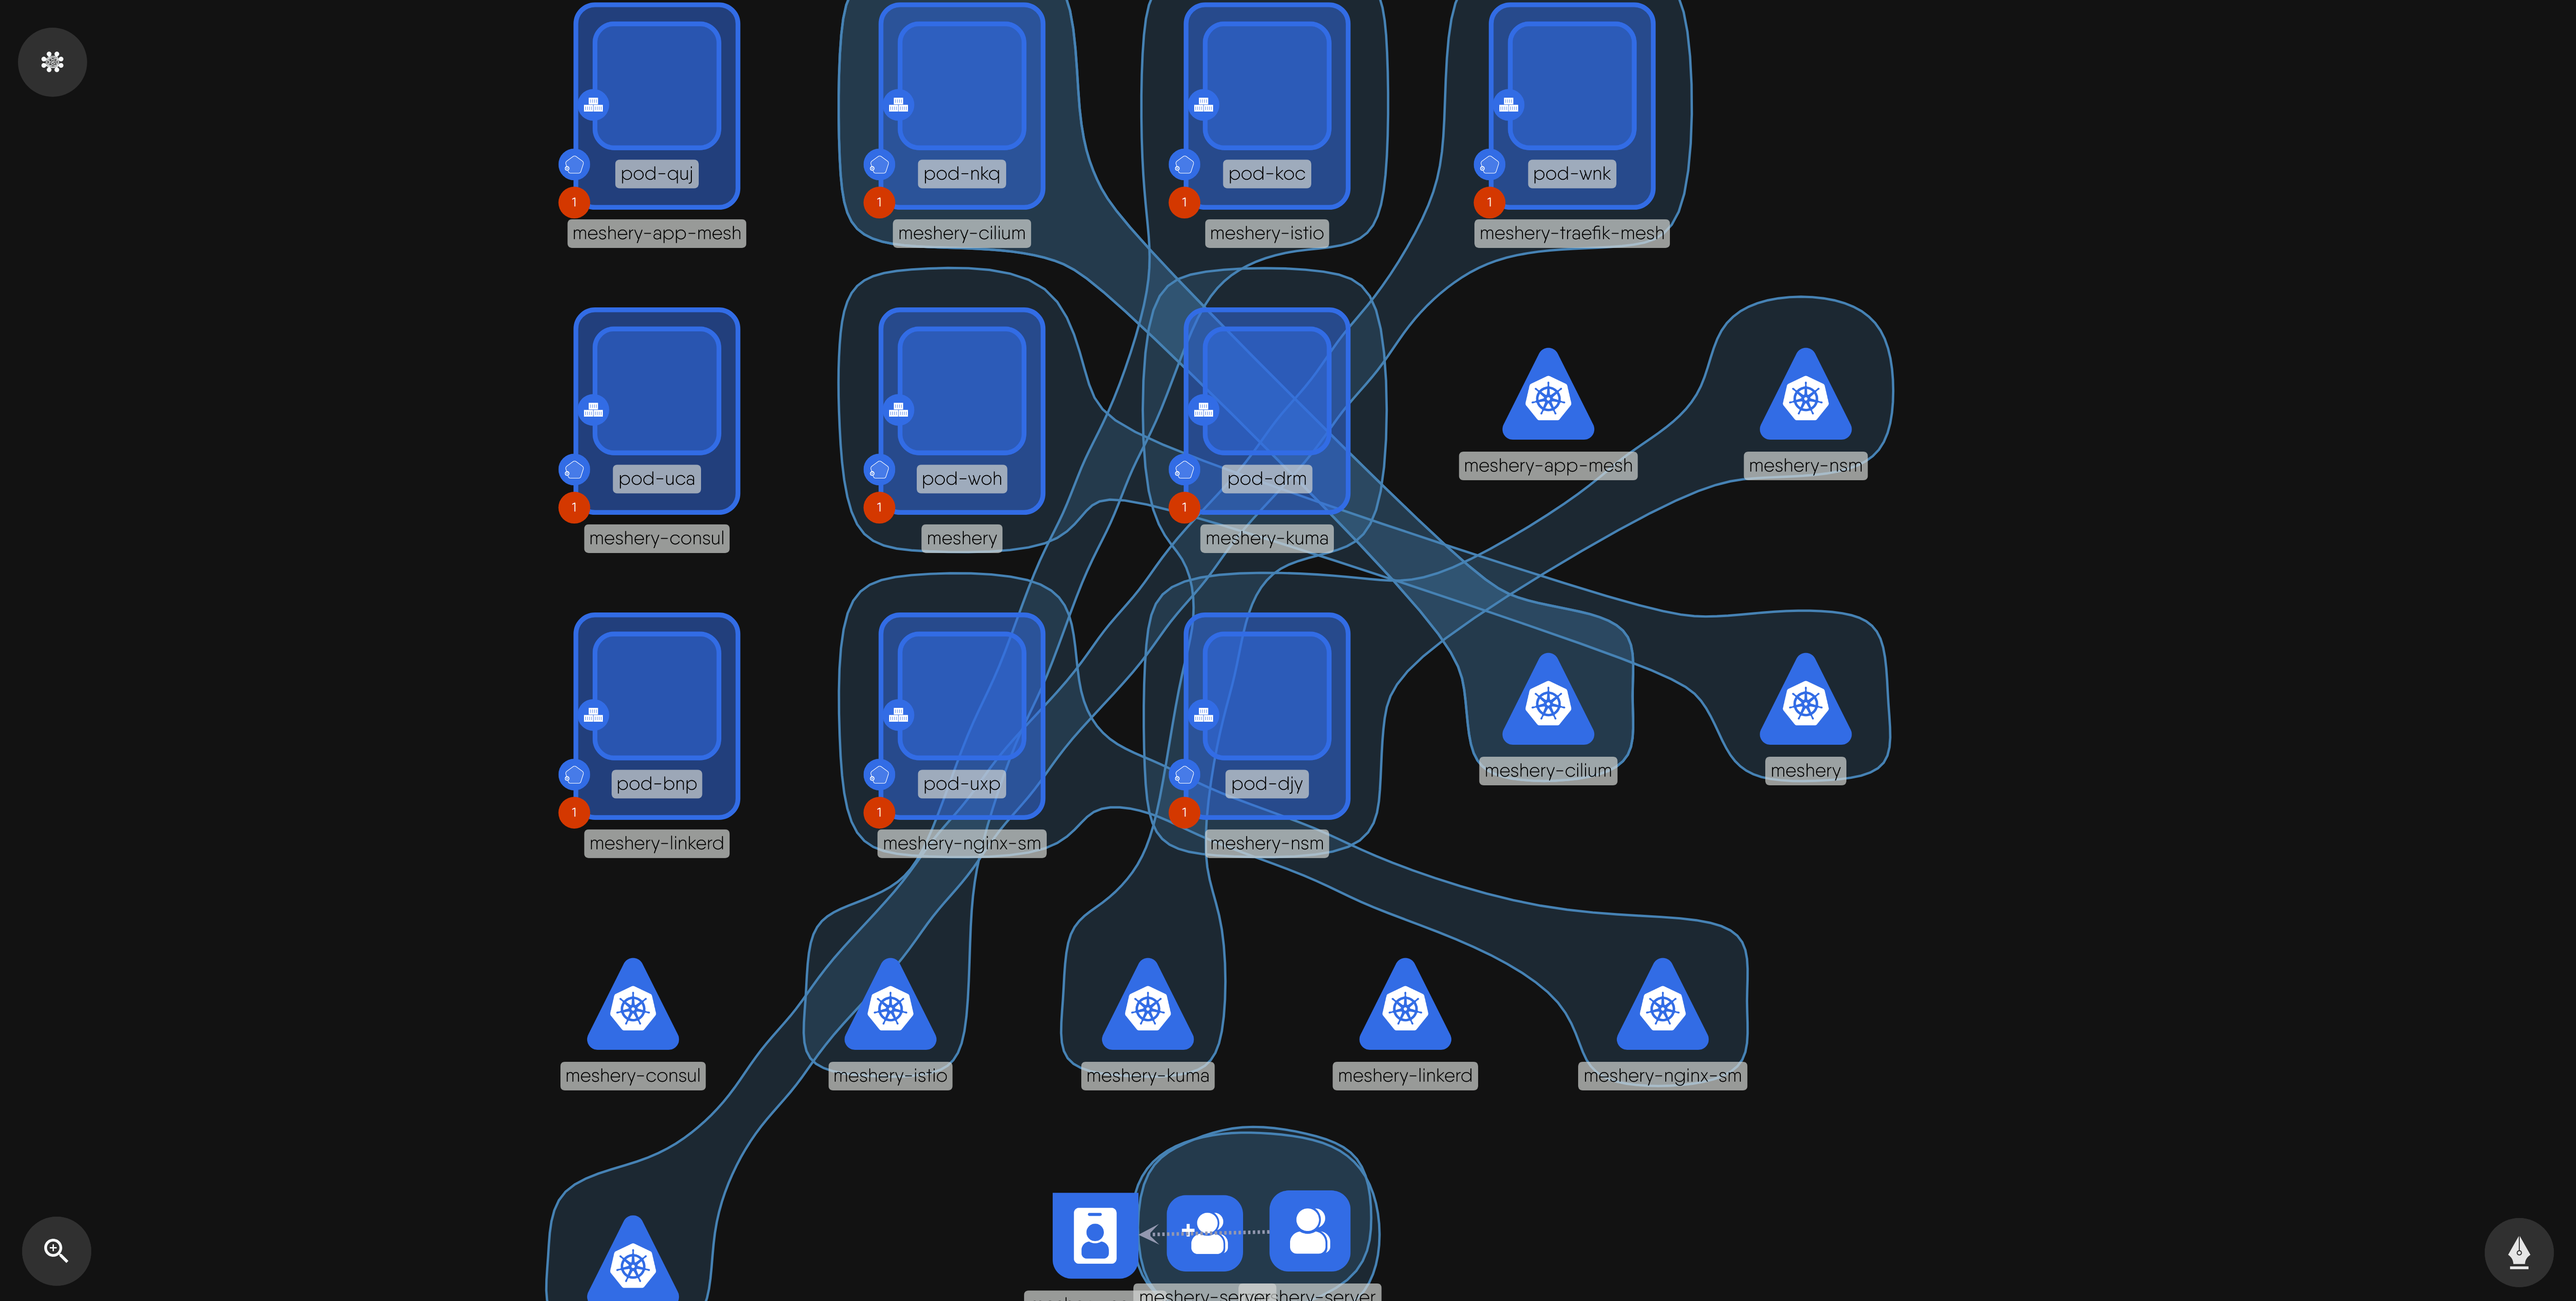 pod-quj
pod-nkq
pod-koc
pod-wnk
1
1
1
1
meshery-app-mesh
meshery-cilium
meshery-istio
meshery-traefik-mesh
pod-uca
pod-woh
pod-drm
meshery-app-mesh
meshery-nsm
1
1
1
meshery-consul
meshery
meshery-kuma
pod-bnp
pod-uxp
pod-djy
meshery-cilium
meshery
1
1
1
meshery-linkerd
meshery-nginx-sm
meshery-nsm
meshery-consul
meshery-istio
meshery-kuma
meshery-linkerd
meshery-nginx-sm
meshery-server